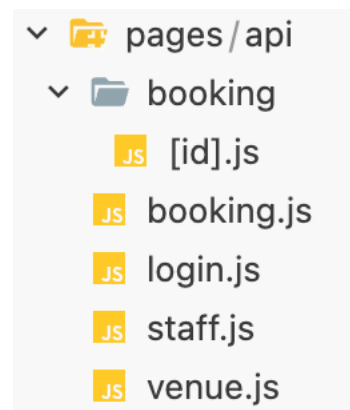 pages/api
booking
JS [id].js
JS booking.js
JS login.js
JS staff.js
JS venue.js